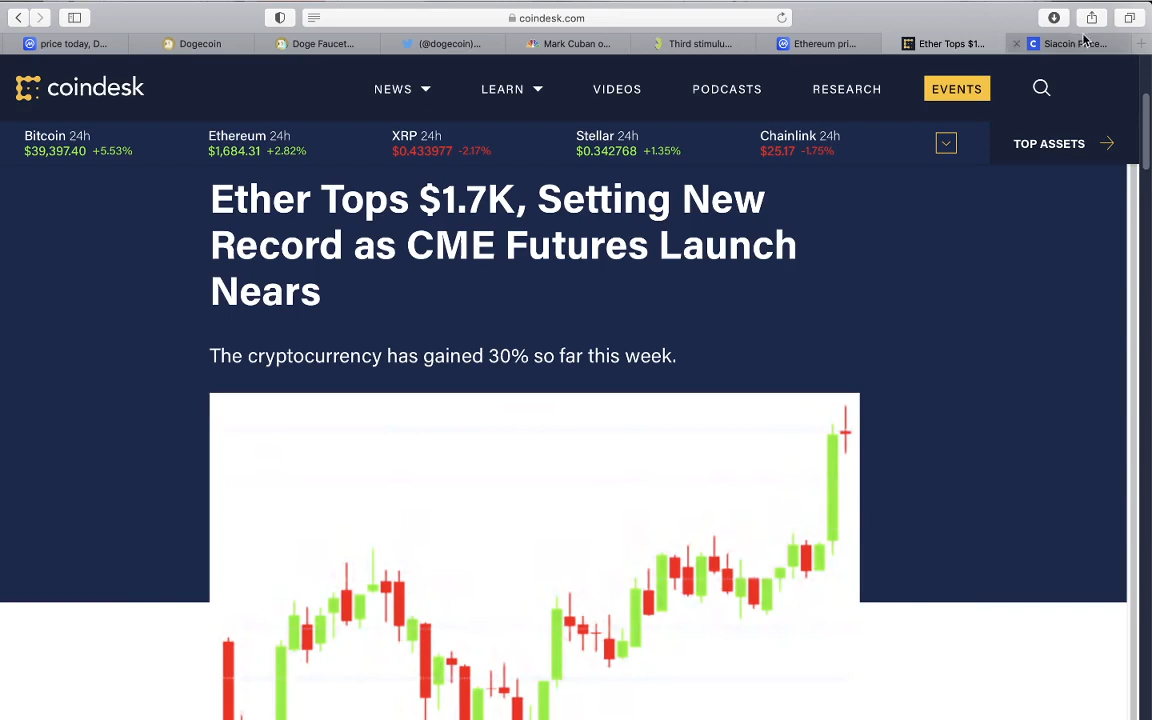 coindesk.com
price today, D...
Dogecoin
Doge Faucet...
(@dogecoin)...
Mark Cuban o...
Third stimulu...
Ethereum pri...
Ether Tops $1...
Siacoin
coindesk
NEWS
LEARN
VIDEOS
PODCASTS
RESEARCH
EVENTS
Bitcoin 24h
$39,397.40 +5.53%
Ethereum 24h
$1,684.31 +2.82%
XRP 24h
$0.433977 -2.17%
Stellar 24h
$0.342768 +1.35%
Chainlink 24h
$25.17 -1.75%
TOP ASSETS
Ether Tops $1.7K, Setting New
Record as CME Futures Launch
Nears
The cryptocurrency has gained 30% so far this week.